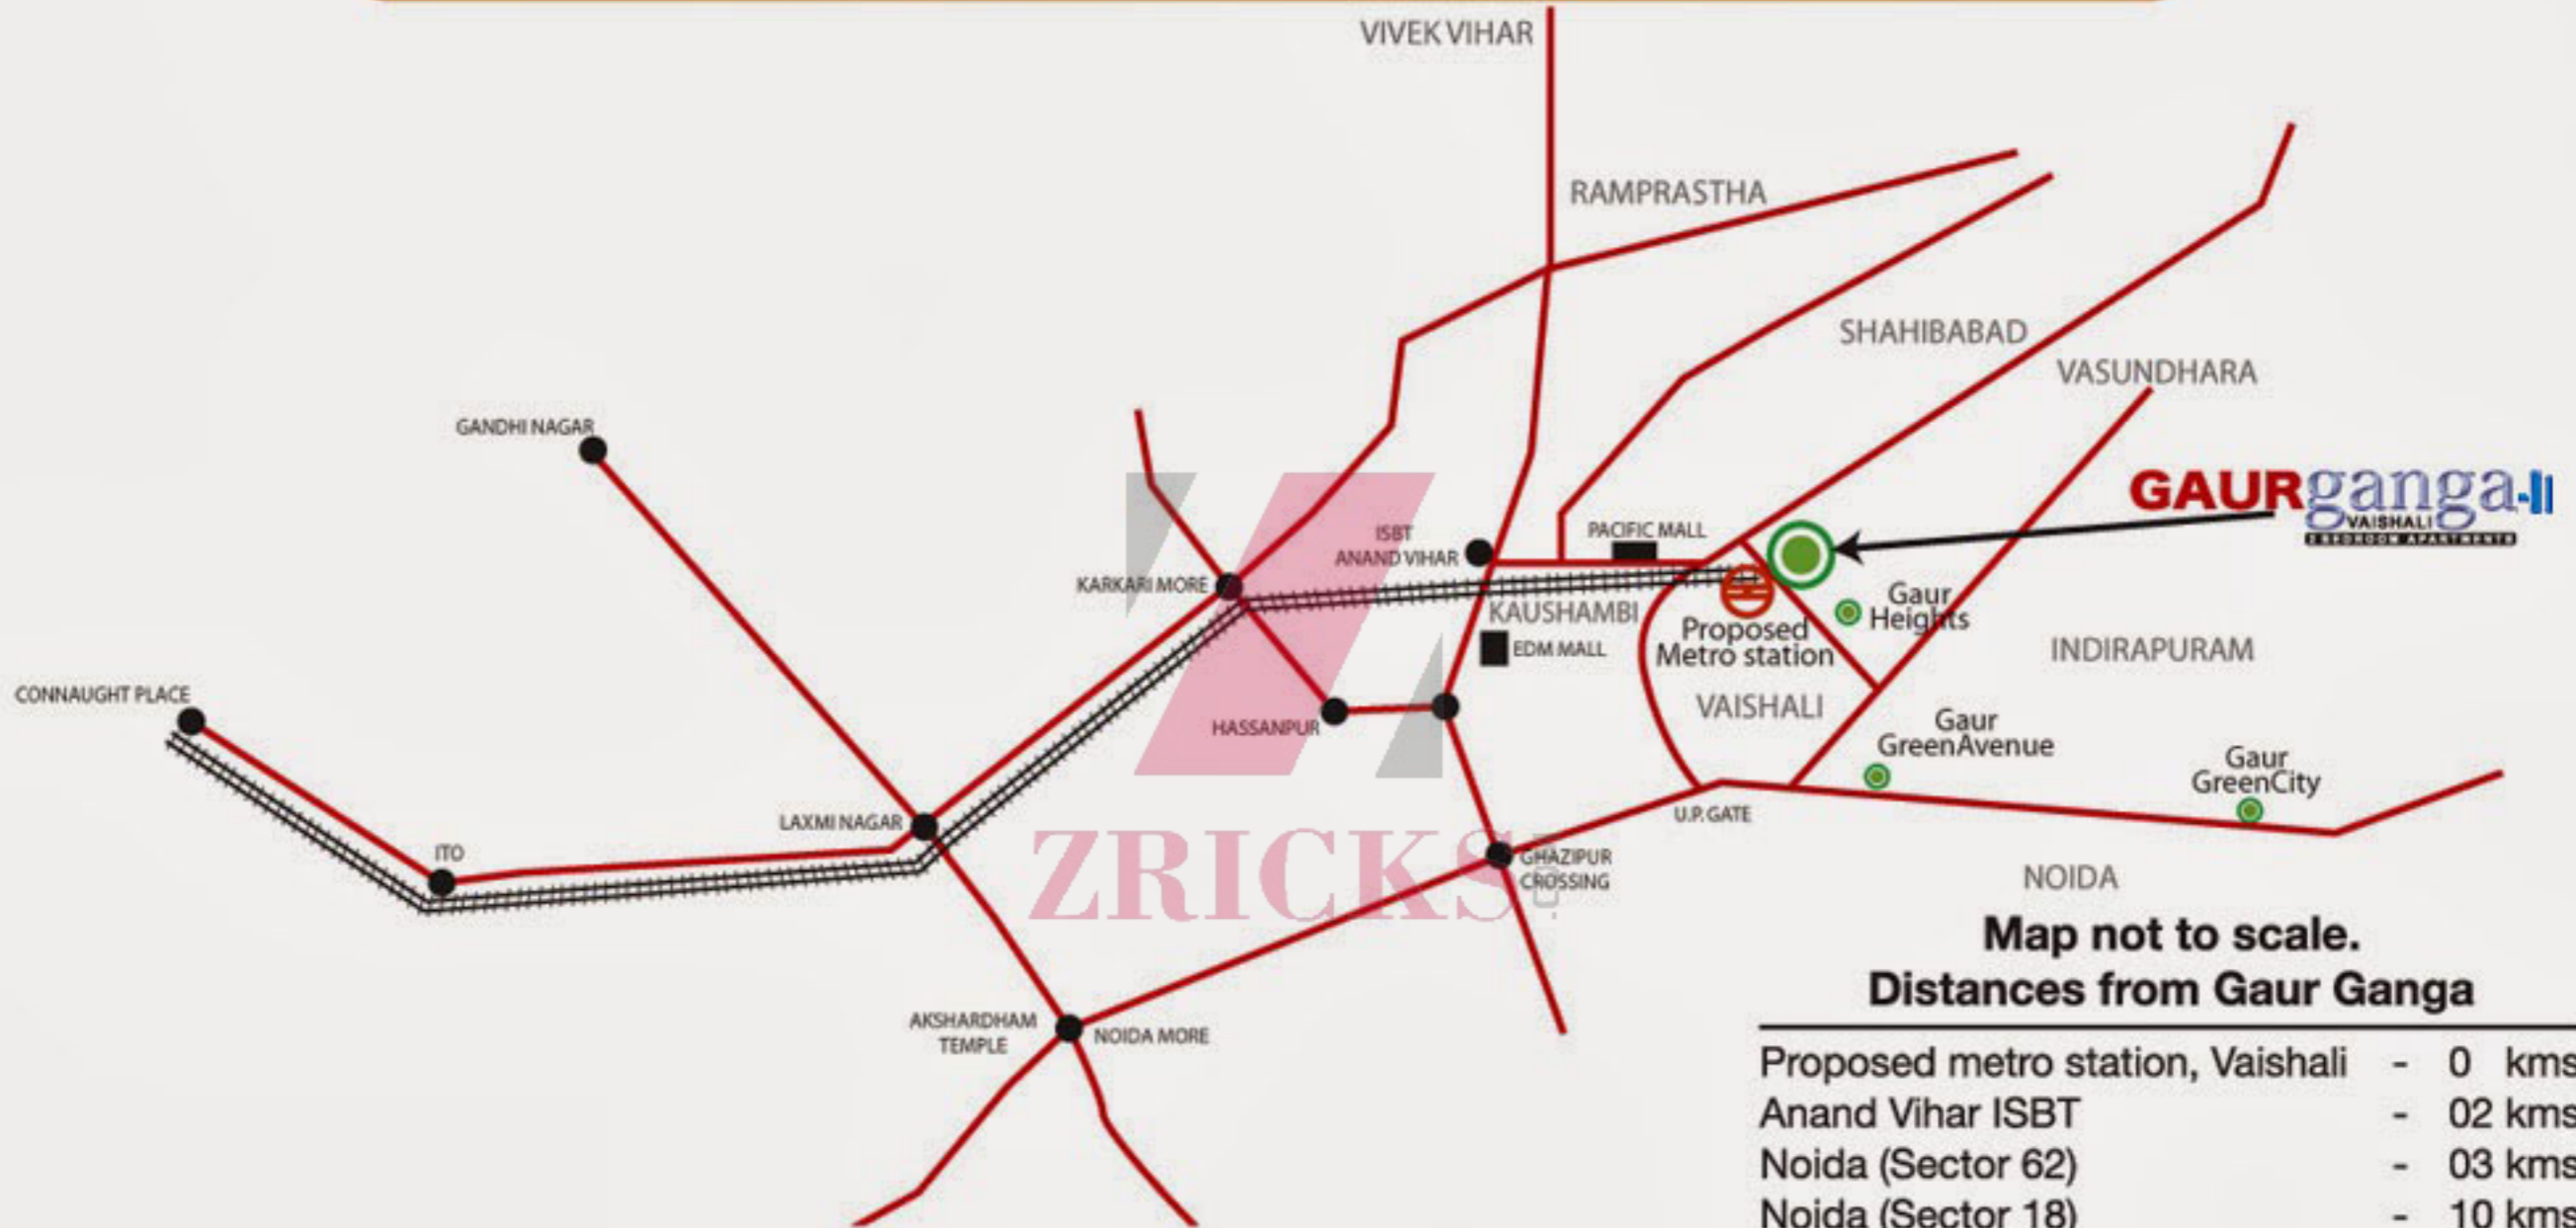 VIVEK VIHAR
RAMPRASTHA
SHAHIBABAD
VASUNDHARA
GANDHI NAGAR
GAURganga-II
VAISHALI
2 BEDROOM APARTMENTS
PACIFIC MALL
ISBT
ANAND VIHAR
KARKARI MORE
KAUSHAMBI
Gaur
Heights
Proposed
Metro station
EDM MALL
INDIRAPURAM
CONNAUGHT PLACE
VAISHALI
HASSANPUR
Gaur
GreenAvenue
Gaur
GreenCity
LAXMI NAGAR
U.P. GATE
ITO
ZRICKS
GHAZIPUR
CROSSING
NOIDA
Map not to scale.
Distances from Gaur Ganga
AKSHARDHAM
TEMPLE
NOIDA MORE
Proposed metro station, Vaishali - 0 kms
Anand Vihar ISBT - 02 kms
Noida (Sector 62) - 03 kms
Noida (Sector 18) - 10 kms